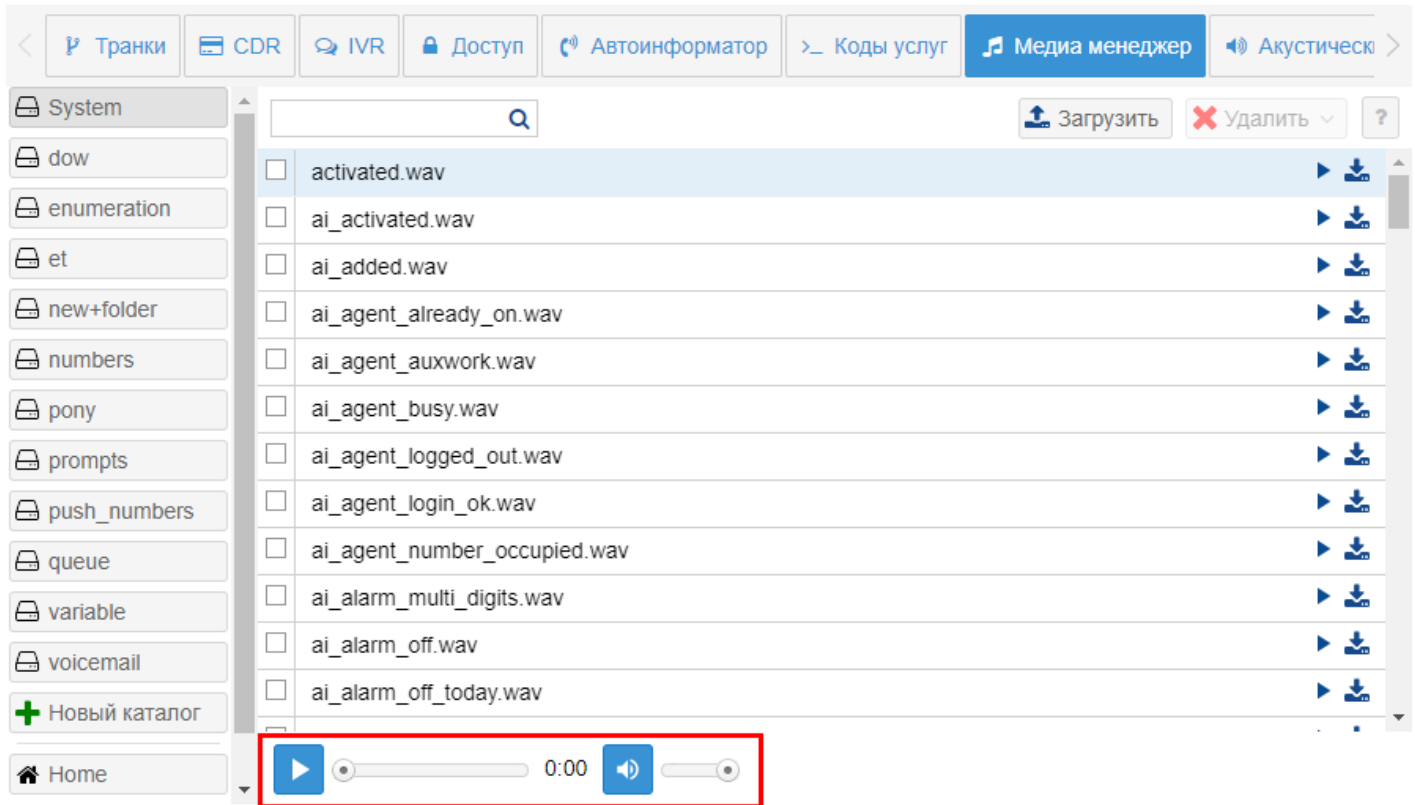 Транки CDR IVR Доступ Автоинформатор >_ Коды услуг Медиа менеджер Акустическ
System
dow
enumeration
et
new+folder
numbers
pony
prompts
push_numbers
queue
variable
voicemail
Новый каталог
Home
Загрузить Удалить ?
activated.wav
ai_activated.wav
ai_added.wav
ai_agent_already_on.wav
ai_agent_auxwork.wav
ai_agent_busy.wav
ai_agent_logged_out.wav
ai_agent_login_ok.wav
ai_agent_number_occupied.wav
ai_alarm_multi_digits.wav
ai_alarm_off.wav
ai_alarm_off_today.wav
0:00